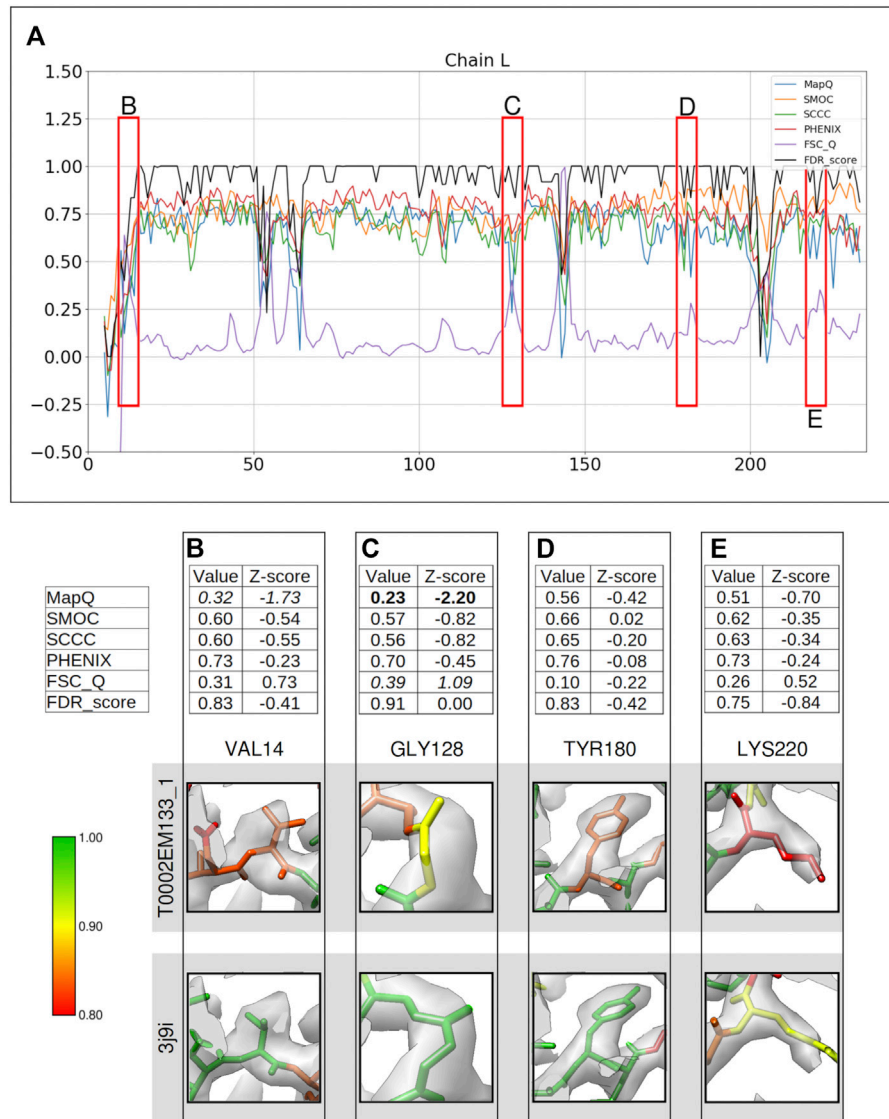 A
Chain L
1.50
1.25
1.00
0.75
0.50
0.25
0.00
−0.25
−0.50
0
50
100
150
200
B
C
D
E
MapQ
SMOC
SCCC
PHENIX
FSC_Q
FDR_score
B
C
D
E
Value Z-score Value Z-score Value Z-score Value Z-score
MapQ 0.32 -1.73 0.23 -2.20 0.56 -0.42 0.51 -0.70
SMOC 0.60 -0.54 0.57 -0.82 0.66 0.02 0.62 -0.35
SCCC 0.60 -0.55 0.56 -0.82 0.65 -0.20 0.63 -0.34
PHENIX 0.73 -0.23 0.70 -0.45 0.76 -0.08 0.73 -0.24
FSC_Q 0.31 0.73 0.39 1.09 0.10 -0.22 0.26 0.52
FDR_score 0.83 -0.41 0.91 0.00 0.83 -0.42 0.75 -0.84
VAL14 GLY128 TYR180 LYS220
T0002EM133_1
1.00
0.90
0.80
3j9i